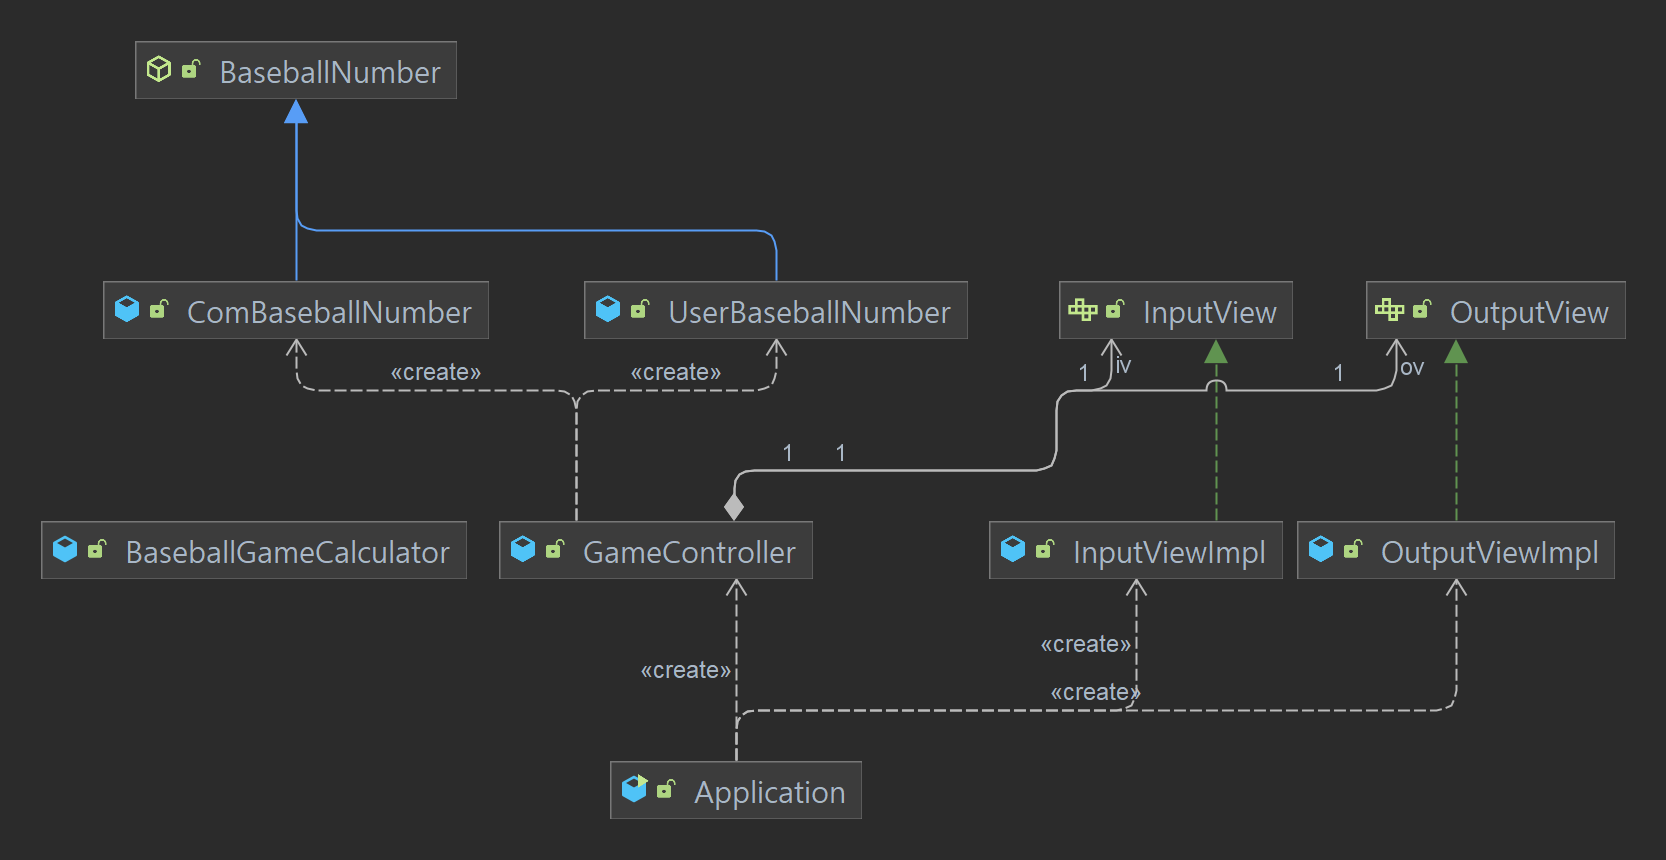 BaseballNumber
ComBaseballNumber
UserBaseballNumber
InputView
OutputView
«create»
«create»
1
iv
1
ov
1
1
BaseballGameCalculator
GameController
InputViewImpl
OutputViewImpl
«create»
«create»
«create»
Application